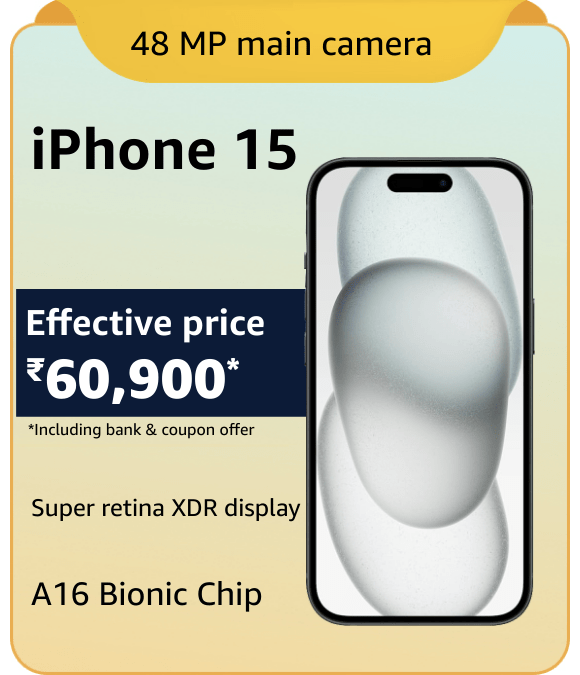 48 MP main camera
iPhone 15
Effective price
₹60,900*
*Including bank & coupon offer
Super retina XDR display
A16 Bionic Chip